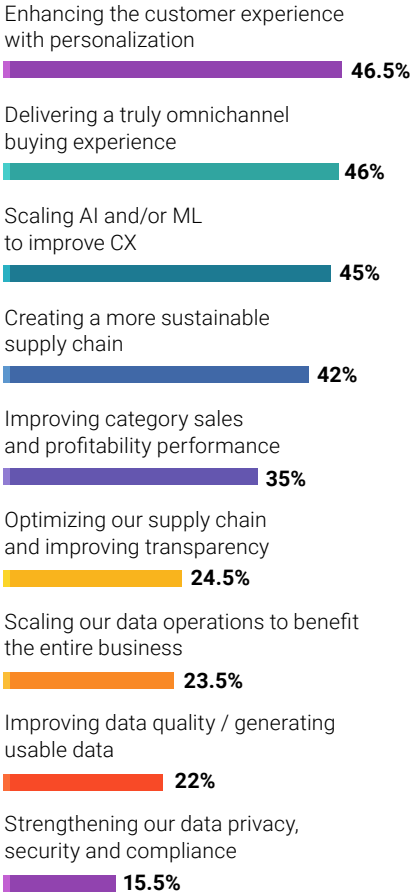 Enhancing the customer experience
with personalization
46.5%
Delivering a truly omnichannel
buying experience
46%
Scaling AI and/or ML
to improve CX
45%
Creating a more sustainable
supply chain
42%
Improving category sales
and profitability performance
35%
Optimizing our supply chain
and improving transparency
24.5%
Scaling our data operations to benefit
the entire business
23.5%
Improving data quality / generating
usable data
22%
Strengthening our data privacy,
security and compliance
15.5%